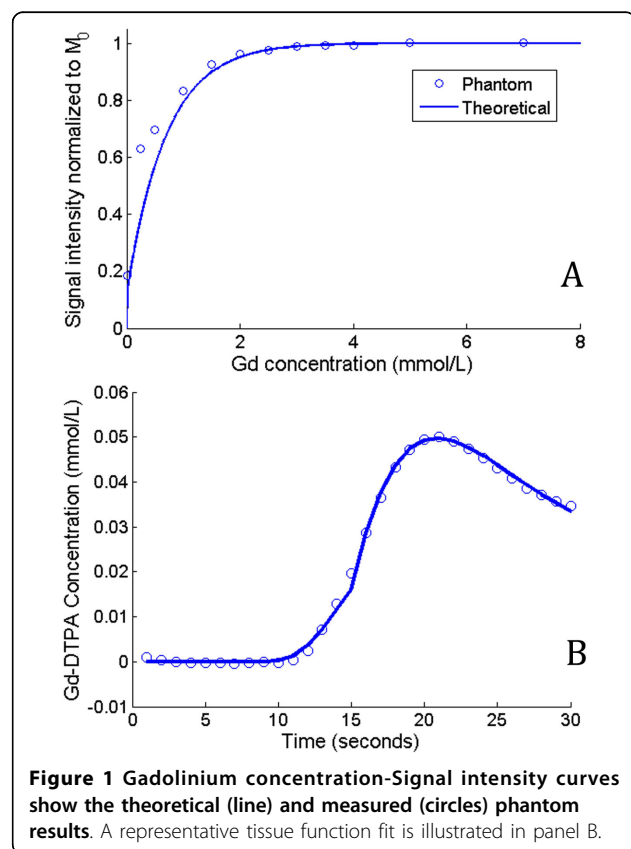 Signal intensity normalized to M₀
1
0.8
0.6
0.4
0.2
0
Phantom
Theoretical
A
0 2 4 6 8
Gd concentration (mmol/L)
Gd-DTPA Concentration (mmol/L)
0.06
0.05
0.04
0.03
0.02
0.01
0
-0.01
B
0 5 10 15 20 25 30
Time (seconds)
Figure 1 Gadolinium concentration-Signal intensity curves
show the theoretical (line) and measured (circles) phantom
results. A representative tissue function fit is illustrated in panel B.